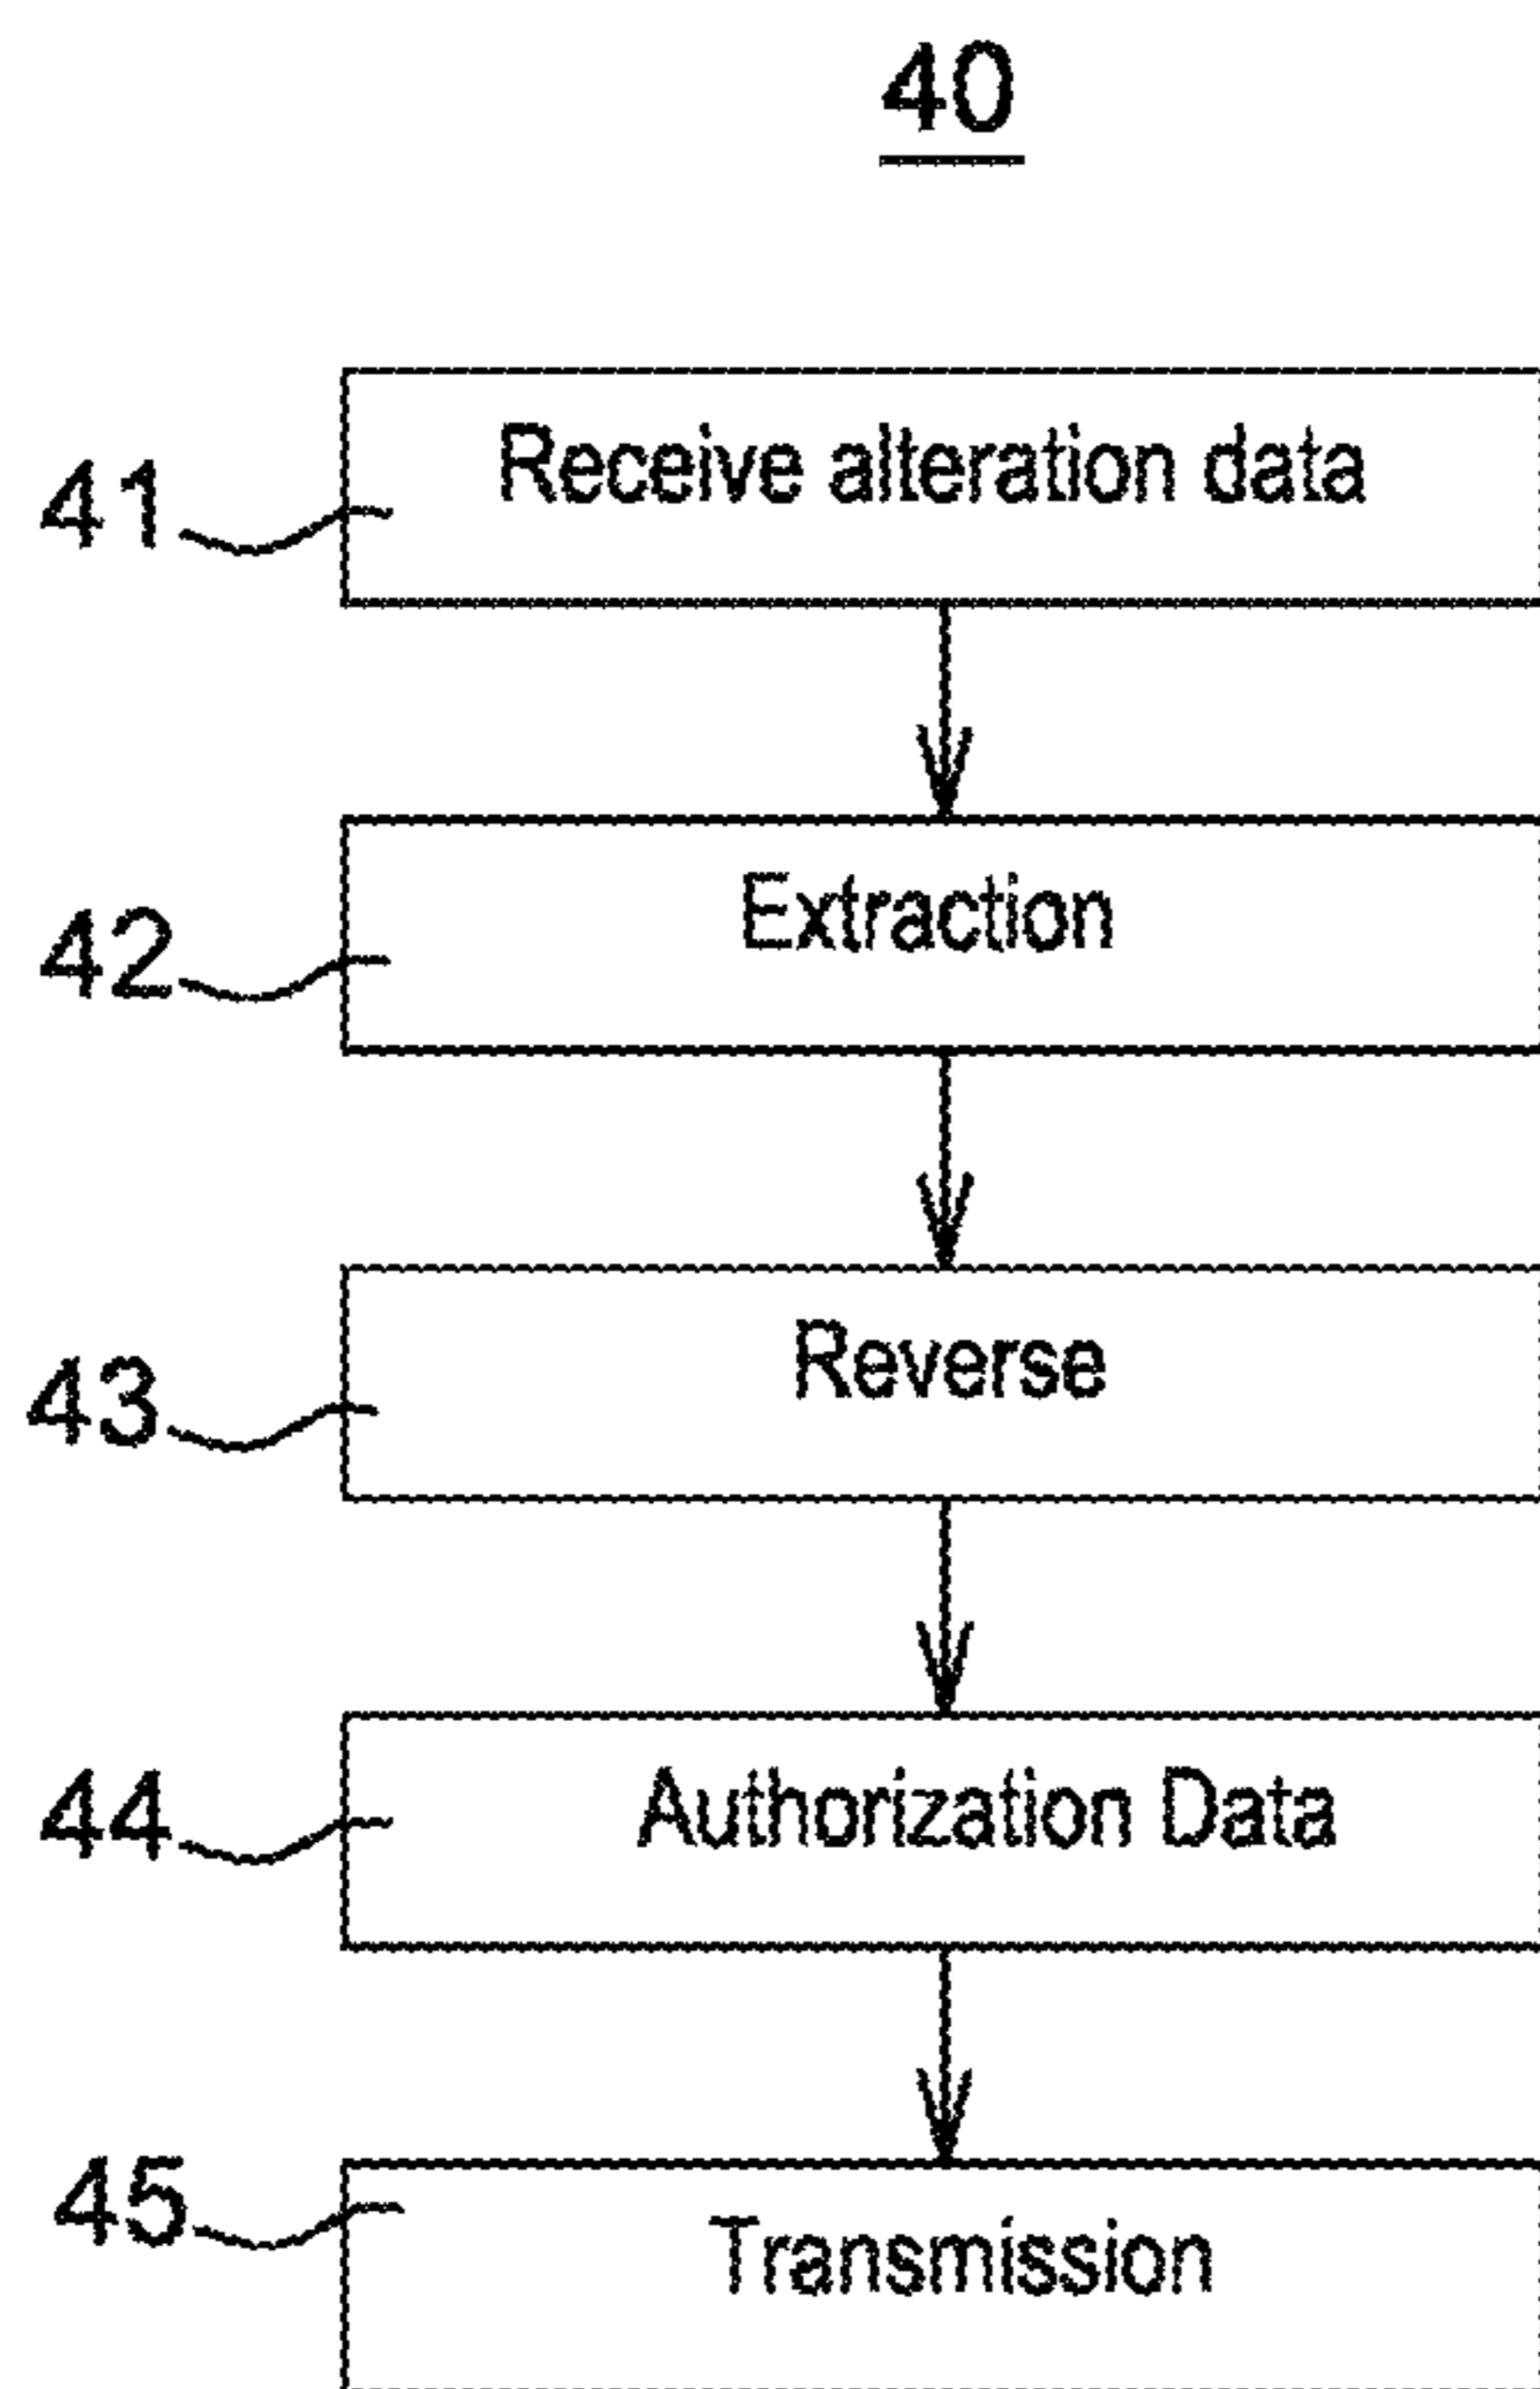 40
41 Receive alteration data
42 Extraction
43 Reverse
44 Authorization Data
45 Transmission